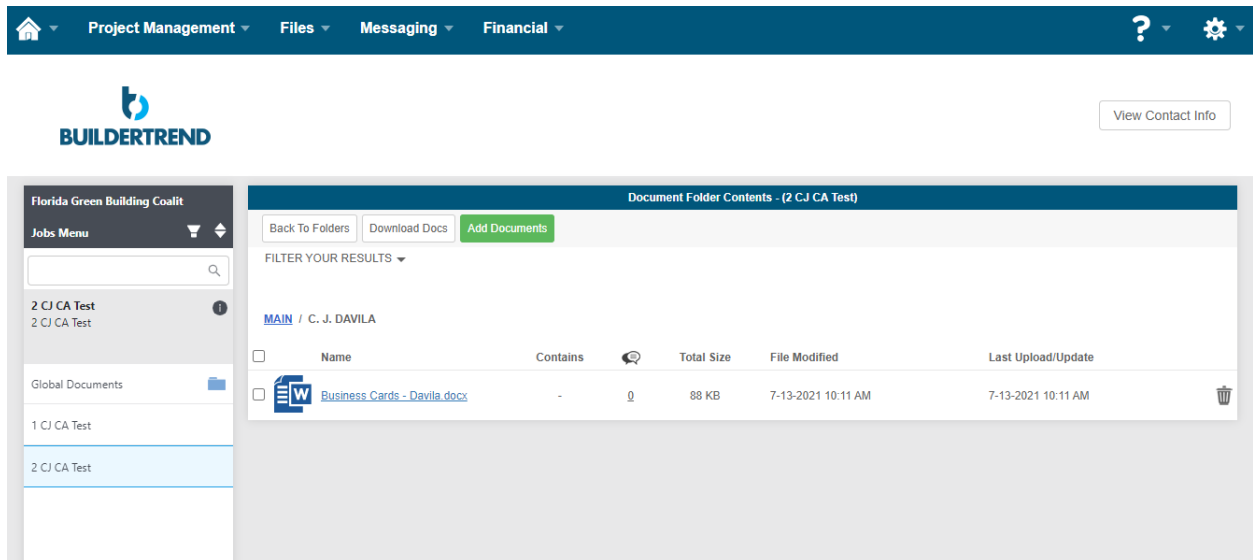 Project Management Files Messaging Financial ?
BUILDERTREND
View Contact Info
Florida Green Building Coalit
Jobs Menu
2 CJ CA Test
2 CJ CA Test
Global Documents
1 CJ CA Test
2 CJ CA Test
Document Folder Contents - (2 CJ CA Test)
Back To Folders Download Docs Add Documents
FILTER YOUR RESULTS
MAIN / C. J. DAVILA
Name Contains Total Size File Modified Last Upload/Update
W Business Cards - Davila.docx - 0 88 KB 7-13-2021 10:11 AM 7-13-2021 10:11 AM